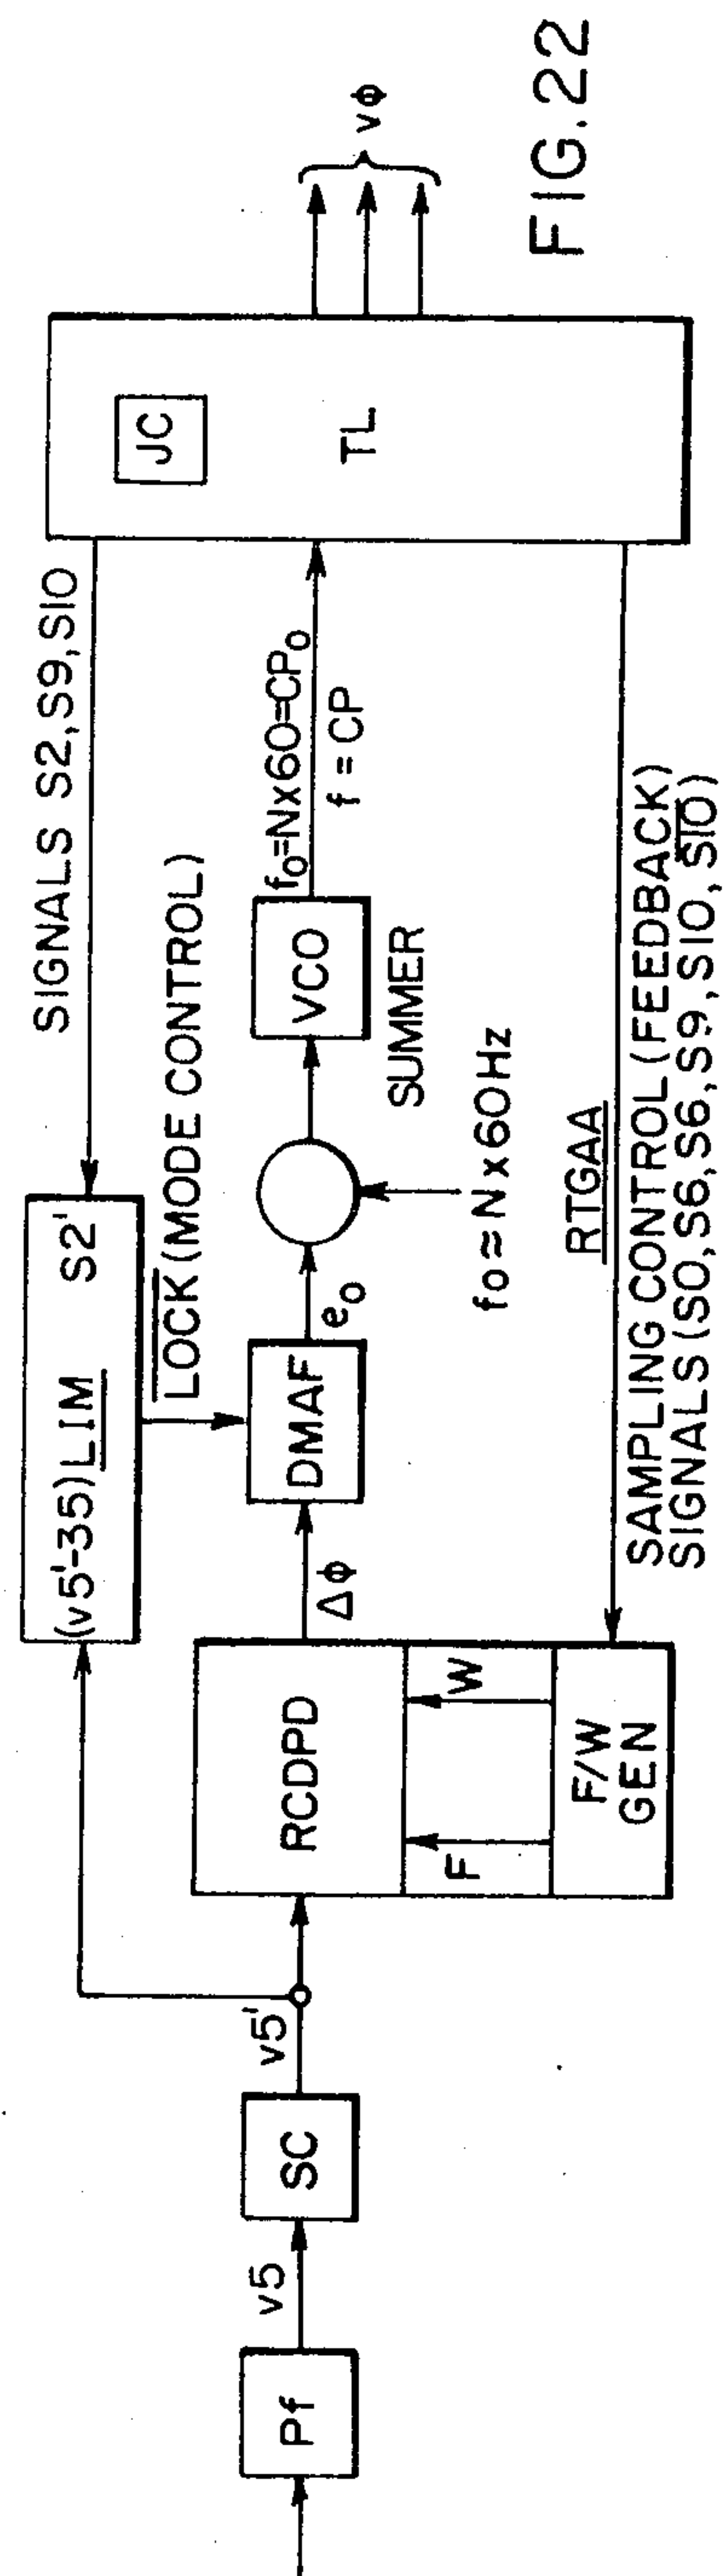 SIGNALS S2, S9, S10
(v5'-35) LIM S2'
LOCK (MODE CONTROL)
Pf
v5
SC
v5'
RCDPD
Δϕ
DMAF
e₀
VCO
SUMMER
f₀≈N x 60Hz
f₀=Nx60=CP₀
f = CP
JC
TL
vϕ
F
W
F/W
GEN
RTGAA
SAMPLING CONTROL (FEEDBACK)
SIGNALS (S0, S6, S6, S9, S10, S̅1̅0̅)
FIG.22